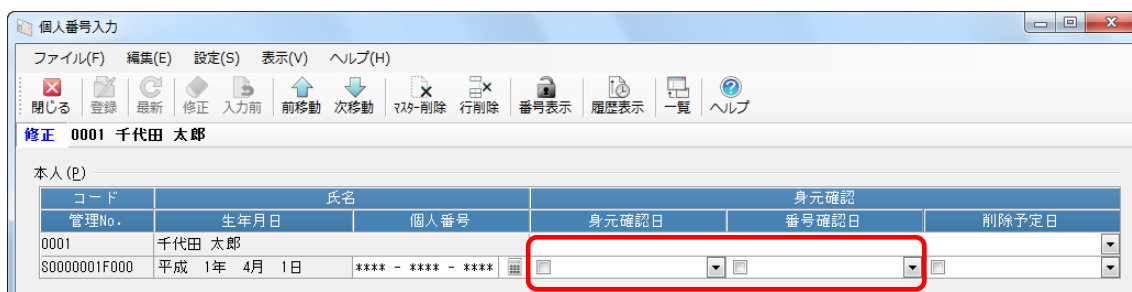 個人番号入力
ファイル(F) 編集(E) 設定(S) 表示(V) ヘルプ(H)
閉じる 登録 最新 修正 入力前 前移動 次移動 マスター削除 行削除 番号表示 履歴表示 一覧 ヘルプ
修正 0001 千代田 太郎
本人(P)
コード 氏名 身元確認
管理No. 生年月日 個人番号 身元確認日 番号確認日 削除予定日
0001 千代田 太郎
S0000001F000 平成 1年 4月 1日 **** - **** - ****